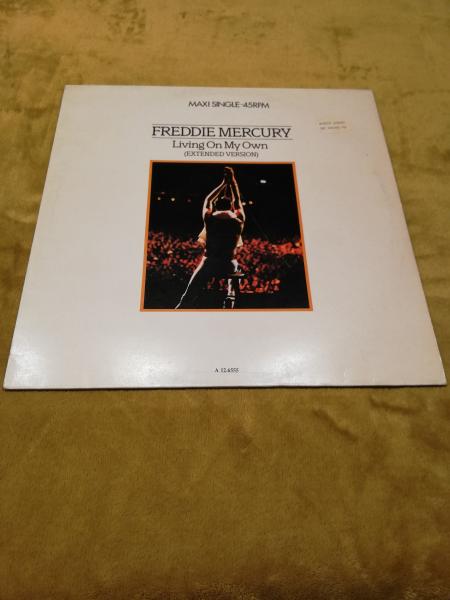 MAXI SINGLE-45RPM
FREDDIE MERCURY
Living On My Own
(EXTENDED VERSION)
A 12.6555